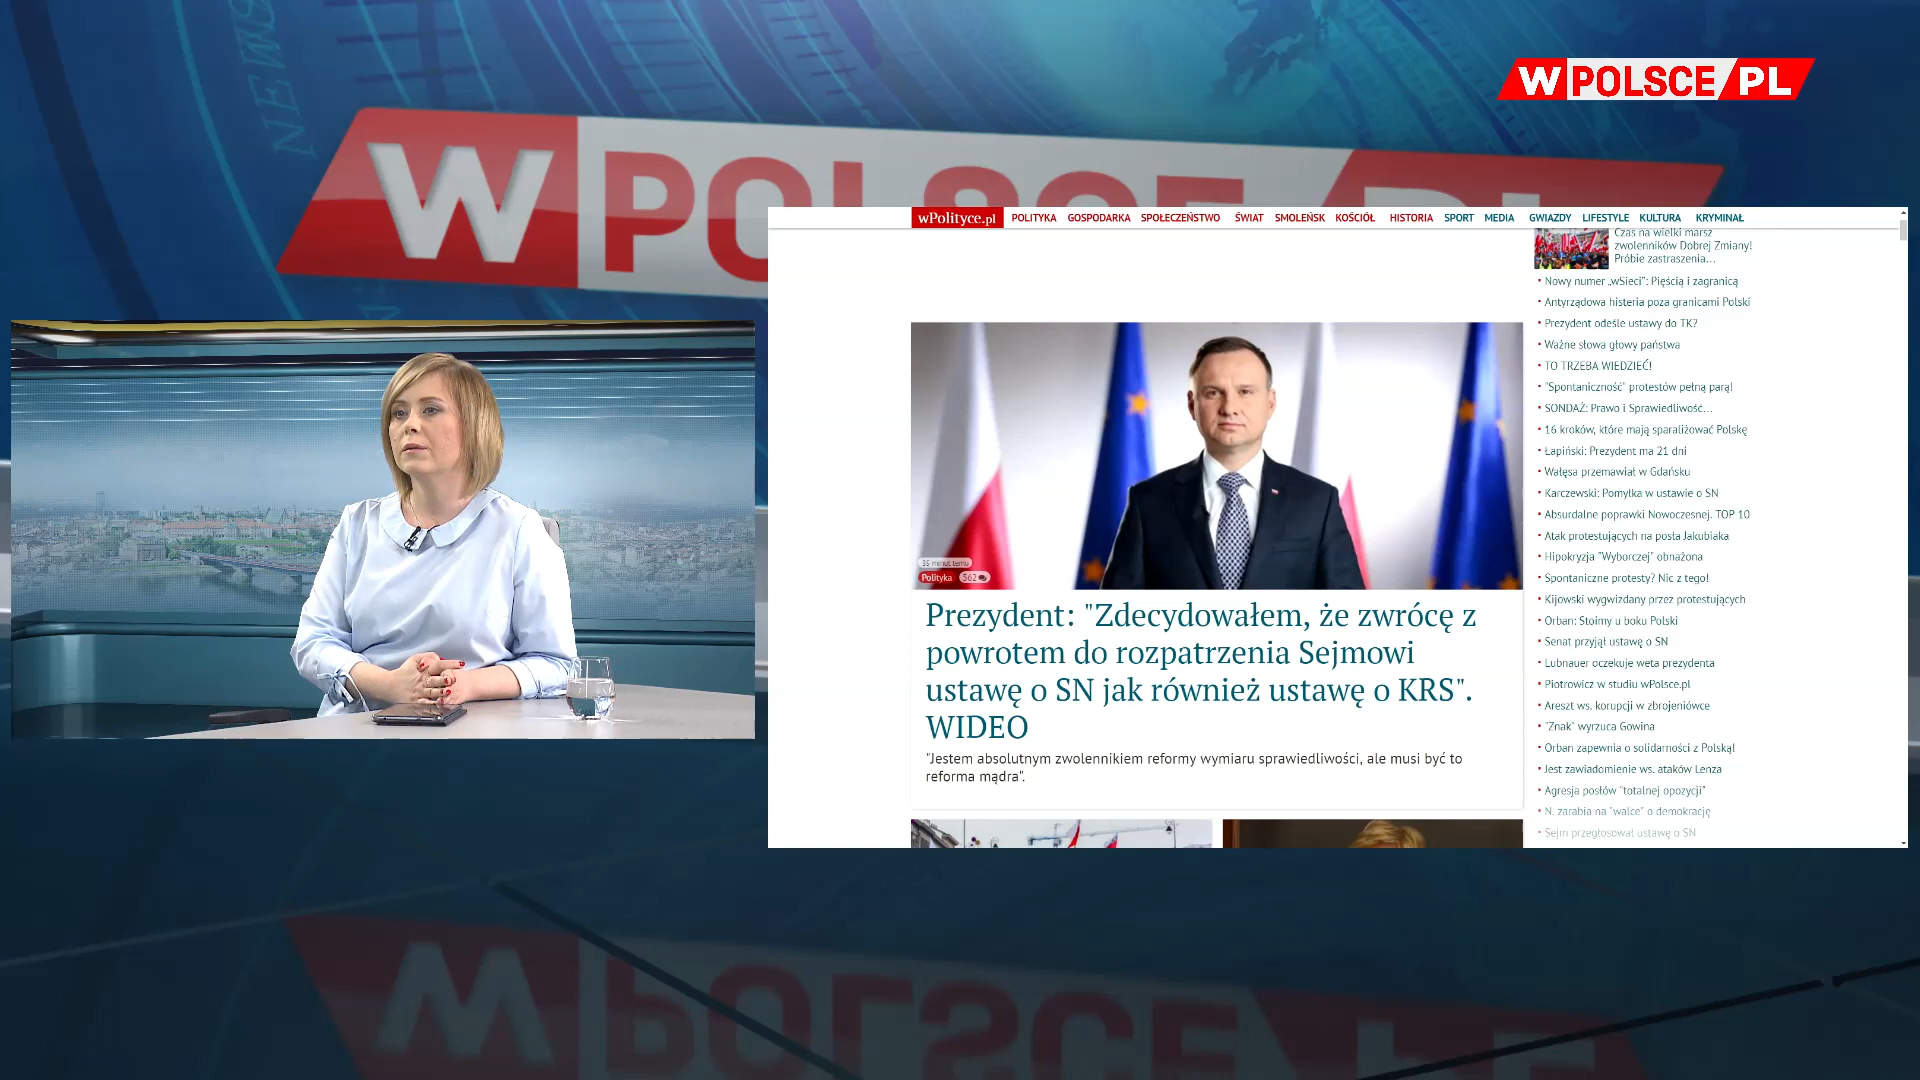 NEWS
WPOLSCE/PL
WPOLSCE PL
wPolityce.pl POLITYKA GOSPODARKA SPOŁECZEŃSTWO ŚWIAT SMOLEŃSK KOŚCIÓŁ HISTORIA SPORT MEDIA GWIAZDY LIFESTYLE KULTURA KRYMINAŁ
35 minut temu
Polityka 562
Prezydent: "Zdecydowałem, że zwrócę z
powrotem do rozpatrzenia Sejmowi
ustawę o SN jak również ustawę o KRS".
WIDEO
"Jestem absolutnym zwolennikiem reformy wymiaru sprawiedliwości, ale musi być to
reforma mądra".
Czas na wielki marsz
zwolenników Dobrej Zmiany!
Próbie zastraszenia...
• Nowy numer „wSieci": Pięścią i zagranicą
• Antyrządowa histeria poza granicami Polski
• Prezydent odeśle ustawy do TK?
• Ważne słowa głowy państwa
• TO TRZEBA WIEDZIEĆ!
• "Spontaniczność" protestów pełną parą!
• SONDAŻ: Prawo i Sprawiedliwość...
• 16 kroków, które mają sparaliżować Polskę
• Łapiński: Prezydent ma 21 dni
• Wałęsa przemawiał w Gdańsku
• Karczewski: Pomyłka w ustawie o SN
• Absurdalne poprawki Nowoczesnej. TOP 10
• Atak protestujących na posła Jakubiaka
• Hipokryzja "Wyborczej" obnażona
• Spontaniczne protesty? Nic z tego!
• Kijowski wygwizdany przez protestujących
• Orban: Stoimy u boku Polski
• Senat przyjął ustawę o SN
• Lubnauer oczekuje weta prezydenta
• Piotrowicz w studiu wPolsce.pl
• Areszt ws. korupcji w zbrojeniówce
• "Znak" wyrzuca Gowina
• Orban zapewnia o solidarności z Polską!
• Jest zawiadomienie ws. ataków Lenza
• Agresja posłów "totalnej opozycji"
• N. zarabia na "walce" o demokrację
• Sejm przegłosował ustawę o SN